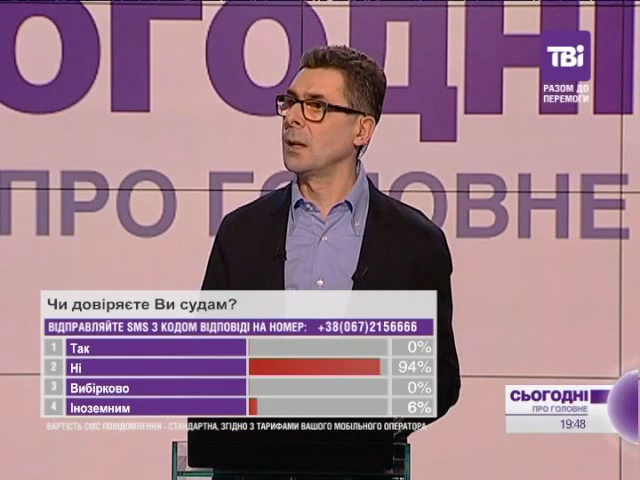 ОГОДНІ
ТВі
РАЗОМ ДО
ПЕРЕМОГИ
ПРО ГОЛОВНЕ
Чи довіряєте Ви судам?
ВІДПРАВЛЯЙТЕ SMS З КОДОМ ВІДПОВІДІ НА НОМЕР: +38(067)2156666
1 Так 0%
2 Ні 94%
3 Вибірково 0%
4 Іноземним 6%
ВАРТІСТЬ СМС ПОВІДОМЛЕННЯ - СТАНДАРТНА, ЗГІДНО З ТАРИФАМИ ВАШОГО МОБІЛЬНОГО ОПЕРАТОРА
СЬОГОДНІ
ПРО ГОЛОВНЕ
19:48